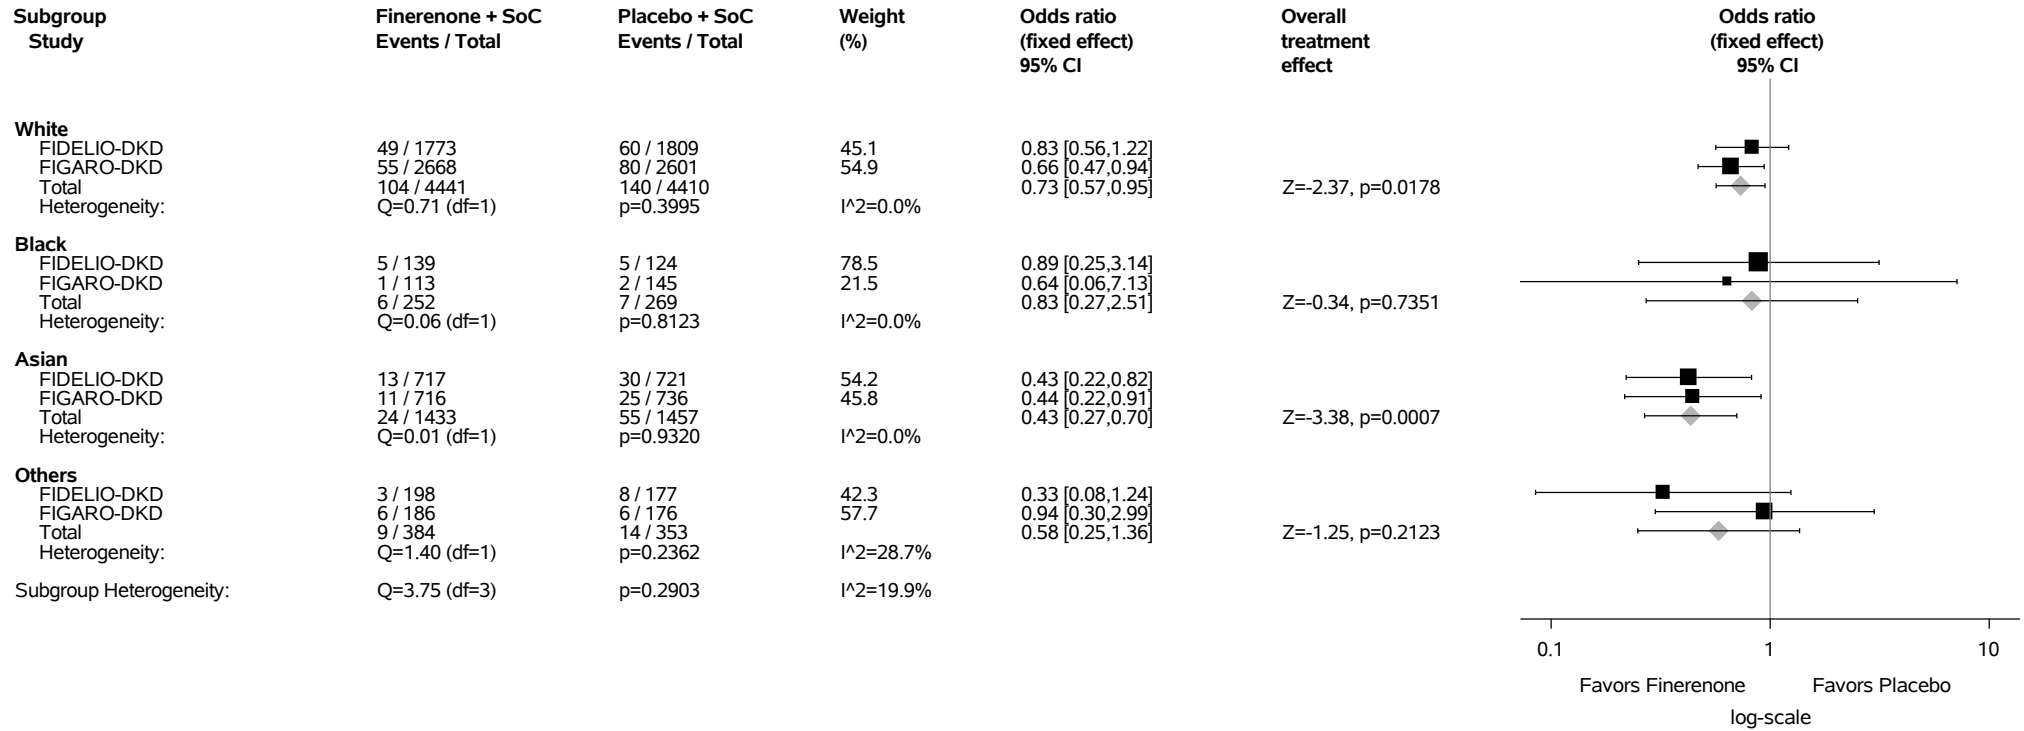 Subgroup Finerenone + SoC Placebo + SoC Weight Odds ratio Overall Odds ratio
Study Events / Total Events / Total (%) (fixed effect) treatment (fixed effect)
95% CI effect 95% CI
White
FIDELIO-DKD 49 / 1773 60 / 1809 45.1 0.83 [0.56,1.22]
FIGARO-DKD 55 / 2668 80 / 2601 54.9 0.66 [0.47,0.94]
Total 104 / 4441 140 / 4410 0.73 [0.57,0.95] Z=-2.37, p=0.0178
Heterogeneity: Q=0.71 (df=1) p=0.3995 I^2=0.0%
Black
FIDELIO-DKD 5 / 139 5 / 124 78.5 0.89 [0.25,3.14]
FIGARO-DKD 1 / 113 2 / 145 21.5 0.64 [0.06,7.13]
Total 6 / 252 7 / 269 0.83 [0.27,2.51] Z=-0.34, p=0.7351
Heterogeneity: Q=0.06 (df=1) p=0.8123 I^2=0.0%
Asian
FIDELIO-DKD 13 / 717 30 / 721 54.2 0.43 [0.22,0.82]
FIGARO-DKD 11 / 716 25 / 736 45.8 0.44 [0.22,0.91]
Total 24 / 1433 55 / 1457 0.43 [0.27,0.70] Z=-3.38, p=0.0007
Heterogeneity: Q=0.01 (df=1) p=0.9320 I^2=0.0%
Others
FIDELIO-DKD 3 / 198 8 / 177 42.3 0.33 [0.08,1.24]
FIGARO-DKD 6 / 186 6 / 176 57.7 0.94 [0.30,2.99]
Total 9 / 384 14 / 353 0.58 [0.25,1.36] Z=-1.25, p=0.2123
Heterogeneity: Q=1.40 (df=1) p=0.2362 I^2=28.7%
Subgroup Heterogeneity: Q=3.75 (df=3) p=0.2903 I^2=19.9%
0.1 1 10
Favors Finerenone Favors Placebo
log-scale